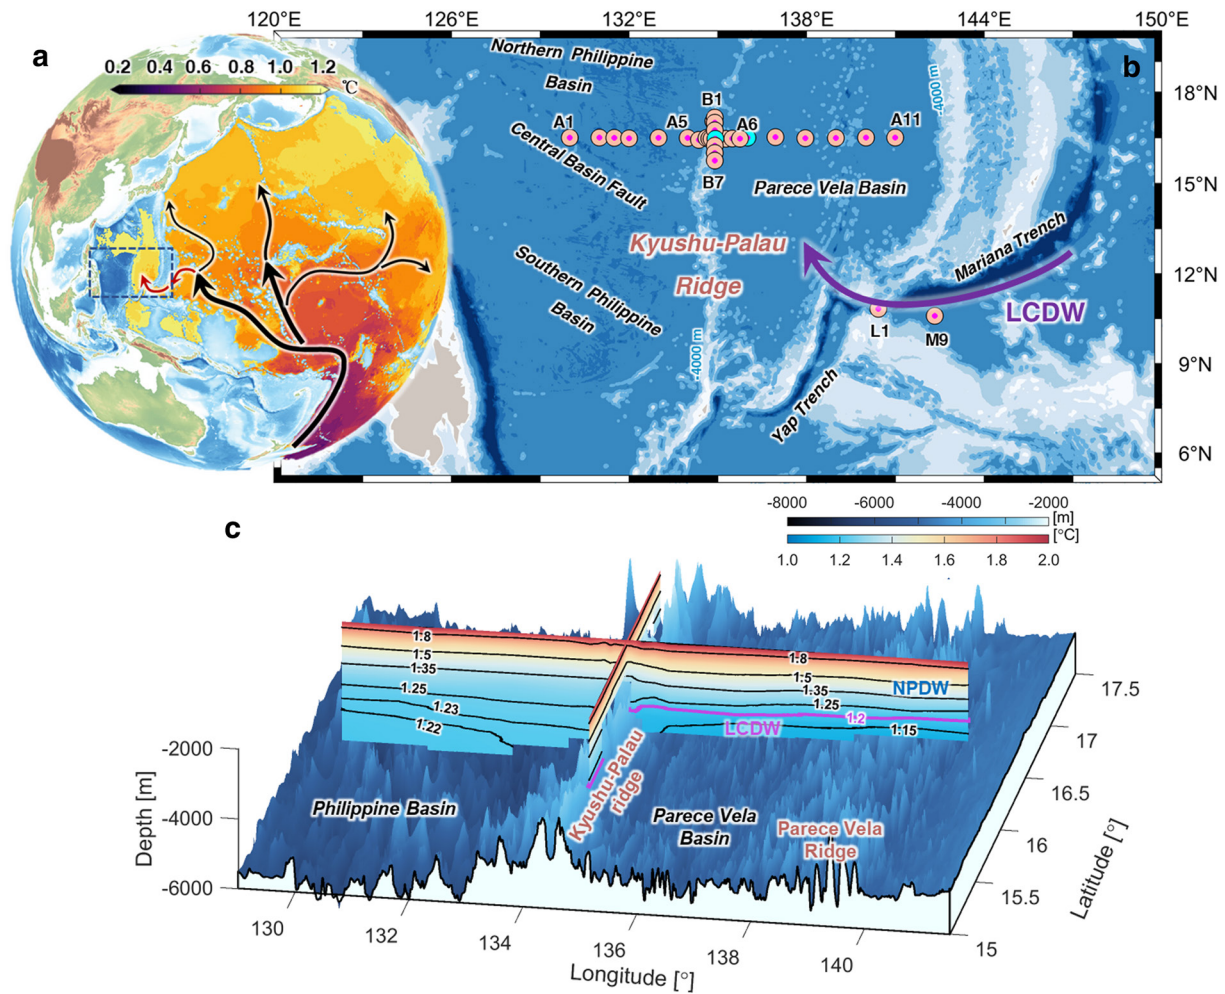 120°E 126°E 132°E 138°E 144°E 150°E
a
0.2 0.4 0.6 0.8 1.0 1.2
℃
b
Northern Philippine
Basin
-4000 m
18°N
B1
A1 A5 A6 A11
Central Basin Fault
B7
Parece Vela Basin
15°N
Kyushu-Palau
Ridge
Mariana Trench
Southern Philippine
Basin
12°N
LCDW
L1
M9
-4000 m
9°N
Yap Trench
6°N
c
-8000 -6000 -4000 -2000
[m]
[°C]
1.0 1.2 1.4 1.6 1.8 2.0
1.8
1.5
1.35
1.25
1.23
1.22
1.8
1.5
1.35
1.25
1.2
1.15
NPDW
LCDW
17.5
17
16.5
16
15.5
15
Latitude [°]
-2000
-4000
-6000
Depth [m]
Philippine Basin
Kyushu-Palau
ridge
Parece Vela
Basin
Parece Vela
Ridge
130 132 134 136 138 140
Longitude [°]